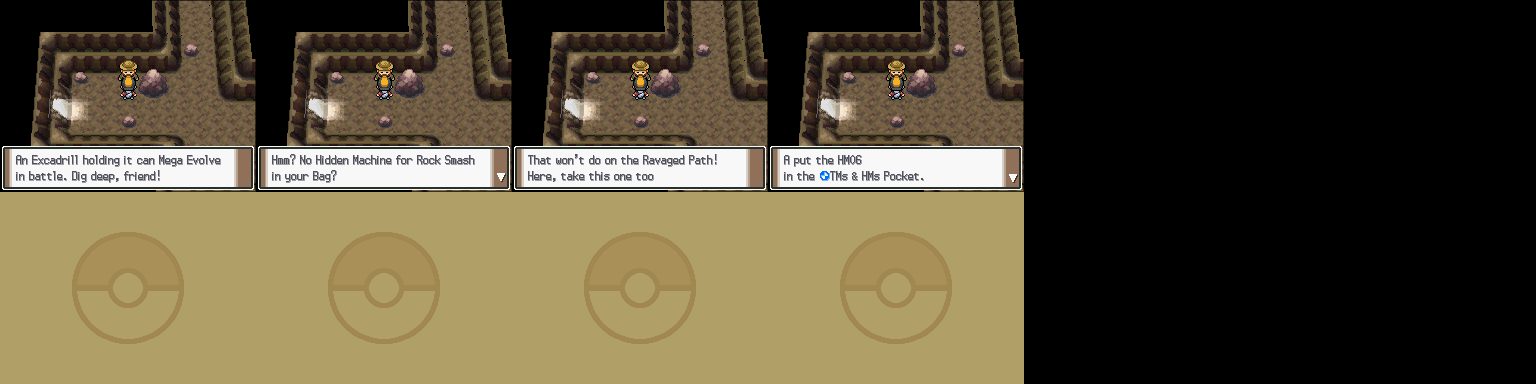 An Excadrill holding it can Mega Evolve
in battle. Dig deep, friend!
Hmm? No Hidden Machine for Rock Smash
in your Bag?
That won't do on the Ravaged Path!
Here, take this one too
A put the HM06
in the TMs & HMs Pocket.